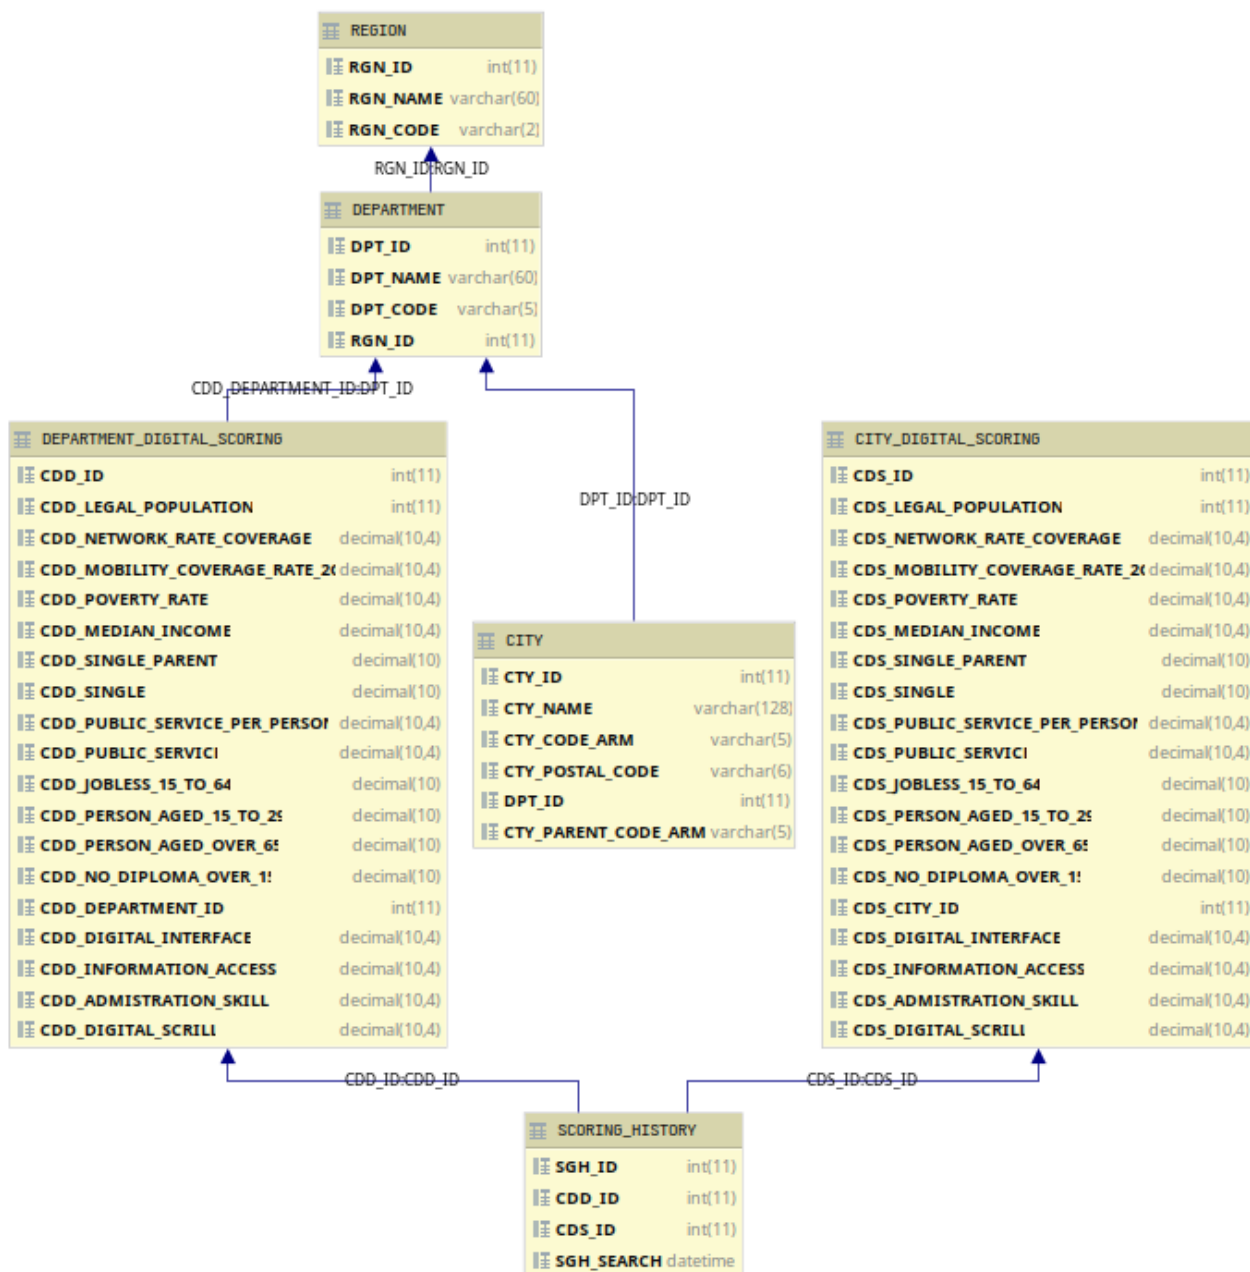 REGION
RGN_ID int(11)
RGN_NAME varchar(60)
RGN_CODE varchar(2)
RGN_ID:RGN_ID
DEPARTMENT
DPT_ID int(11)
DPT_NAME varchar(60)
DPT_CODE varchar(5)
RGN_ID int(11)
CDD_DEPARTMENT_ID:DPT_ID
DPT_ID:DPT_ID
DEPARTMENT_DIGITAL_SCORING
CDD_ID int(11)
CDD_LEGAL_POPULATION int(11)
CDD_NETWORK_RATE_COVERAGE decimal(10,4)
CDD_MOBILITY_COVERAGE_RATE_2( decimal(10,4)
CDD_POVERTY_RATE decimal(10,4)
CDD_MEDIAN_INCOME decimal(10,4)
CDD_SINGLE_PARENT decimal(10)
CDD_SINGLE decimal(10)
CDD_PUBLIC_SERVICE_PER_PERSON decimal(10,4)
CDD_PUBLIC_SERVICI decimal(10,4)
CDD_JOBLESS_15_TO_64 decimal(10)
CDD_PERSON_AGED_15_TO_29 decimal(10)
CDD_PERSON_AGED_OVER_65 decimal(10)
CDD_NO_DIPLOMA_OVER_1! decimal(10)
CDD_DEPARTMENT_ID int(11)
CDD_DIGITAL_INTERFACE decimal(10,4)
CDD_INFORMATION_ACCESS decimal(10,4)
CDD_ADMISTRATION_SKILL decimal(10,4)
CDD_DIGITAL_SCRILL decimal(10,4)
CITY
CTY_ID int(11)
CTY_NAME varchar(128)
CTY_CODE_ARM varchar(5)
CTY_POSTAL_CODE varchar(6)
DPT_ID int(11)
CTY_PARENT_CODE_ARM varchar(5)
CITY_DIGITAL_SCORING
CDS_ID int(11)
CDS_LEGAL_POPULATION int(11)
CDS_NETWORK_RATE_COVERAGE decimal(10,4)
CDS_MOBILITY_COVERAGE_RATE_2( decimal(10,4)
CDS_POVERTY_RATE decimal(10,4)
CDS_MEDIAN_INCOME decimal(10,4)
CDS_SINGLE_PARENT decimal(10)
CDS_SINGLE decimal(10)
CDS_PUBLIC_SERVICE_PER_PERSON decimal(10,4)
CDS_PUBLIC_SERVICI decimal(10,4)
CDS_JOBLESS_15_TO_64 decimal(10)
CDS_PERSON_AGED_15_TO_29 decimal(10)
CDS_PERSON_AGED_OVER_65 decimal(10)
CDS_NO_DIPLOMA_OVER_1! decimal(10)
CDS_CITY_ID int(11)
CDS_DIGITAL_INTERFACE decimal(10,4)
CDS_INFORMATION_ACCESS decimal(10,4)
CDS_ADMISTRATION_SKILL decimal(10,4)
CDS_DIGITAL_SCRILL decimal(10,4)
CDD_ID:CDD_ID
CDS_ID:CDS_ID
SCORING_HISTORY
SGH_ID int(11)
CDD_ID int(11)
CDS_ID int(11)
SGH_SEARCH datetime